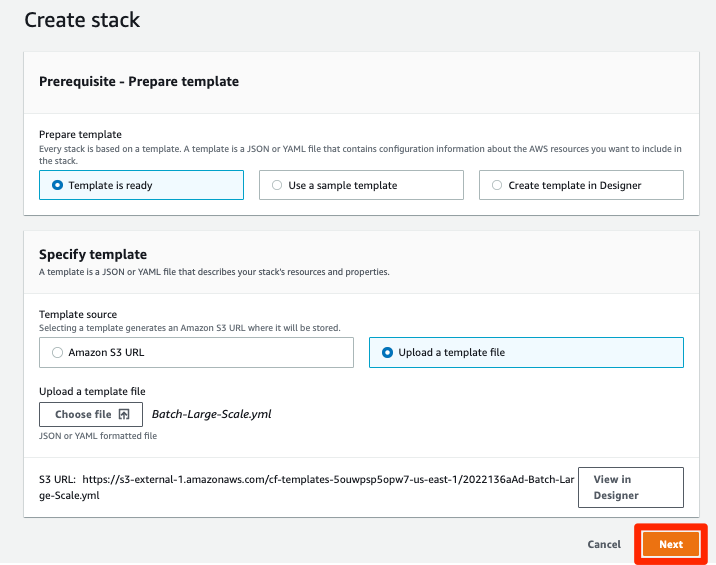 Create stack
Prerequisite - Prepare template
Prepare template
Every stack is based on a template. A template is a JSON or YAML file that contains configuration information about the AWS resources you want to include in
the stack.
Template is ready
Use a sample template
Create template in Designer
Specify template
A template is a JSON or YAML file that describes your stack's resources and properties.
Template source
Selecting a template generates an Amazon S3 URL where it will be stored.
Amazon S3 URL
Upload a template file
Upload a template file
Choose file
Batch-Large-Scale.yml
JSON or YAML formatted file
S3 URL: https://s3-external-1.amazonaws.com/cf-templates-5ouwpsp5opw7-us-east-1/2022136aAd-Batch-Lar
ge-Scale.yml
View in
Designer
Cancel
Next